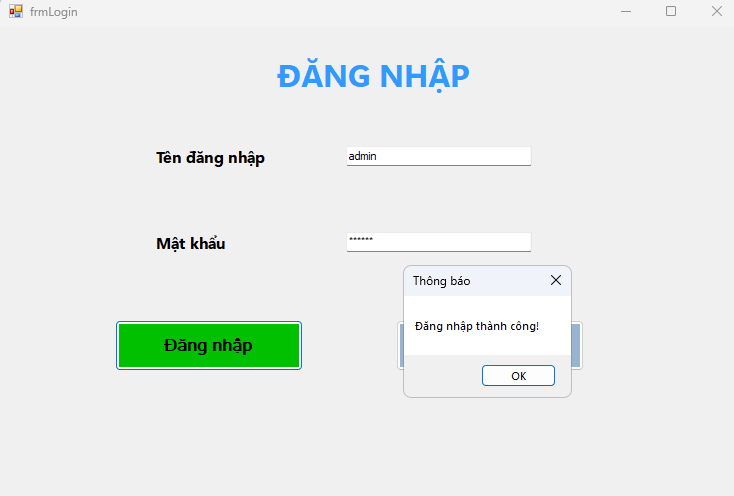 frmLogin
ĐĂNG NHẬP
Tên đăng nhập
admin
Mật khẩu
******
Thông báo
Đăng nhập thành công!
OK
Đăng nhập